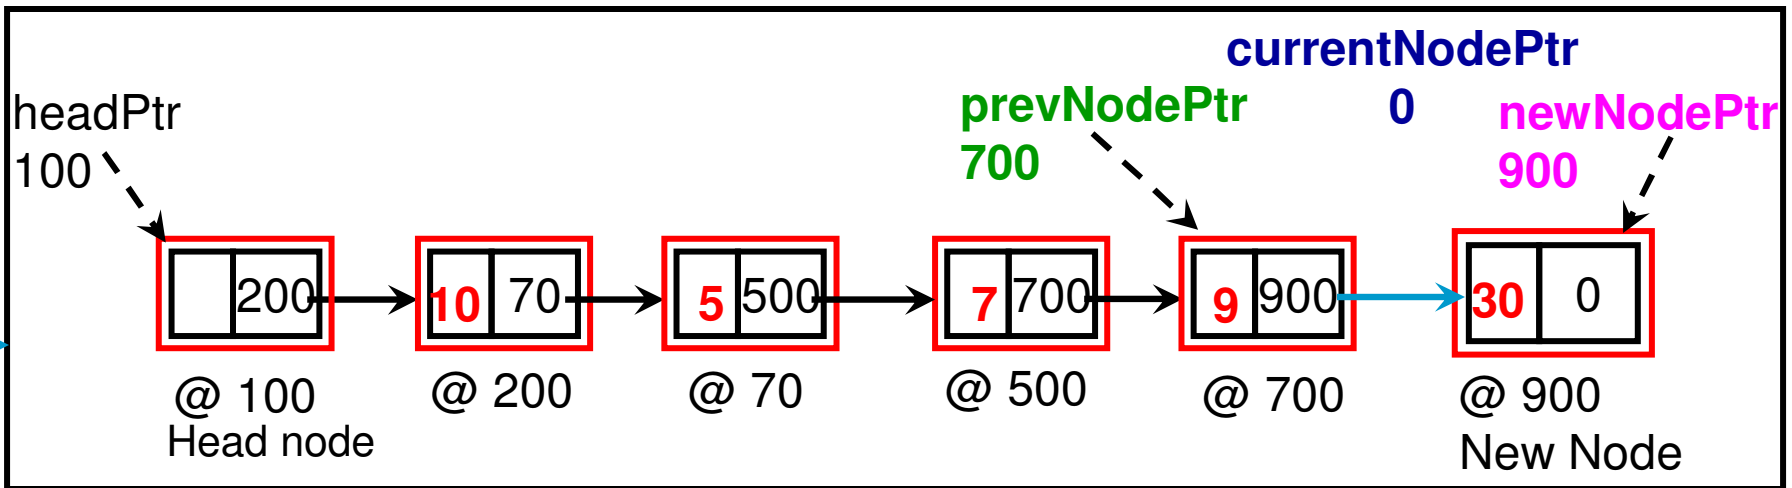 currentNodePtr
0
headPtr
100
prevNodePtr
700
newNodePtr
900
200
10 70
5 500
7 700
9 900
30 0
@ 100
Head node
@ 200
@ 70
@ 500
@ 700
@ 900
New Node